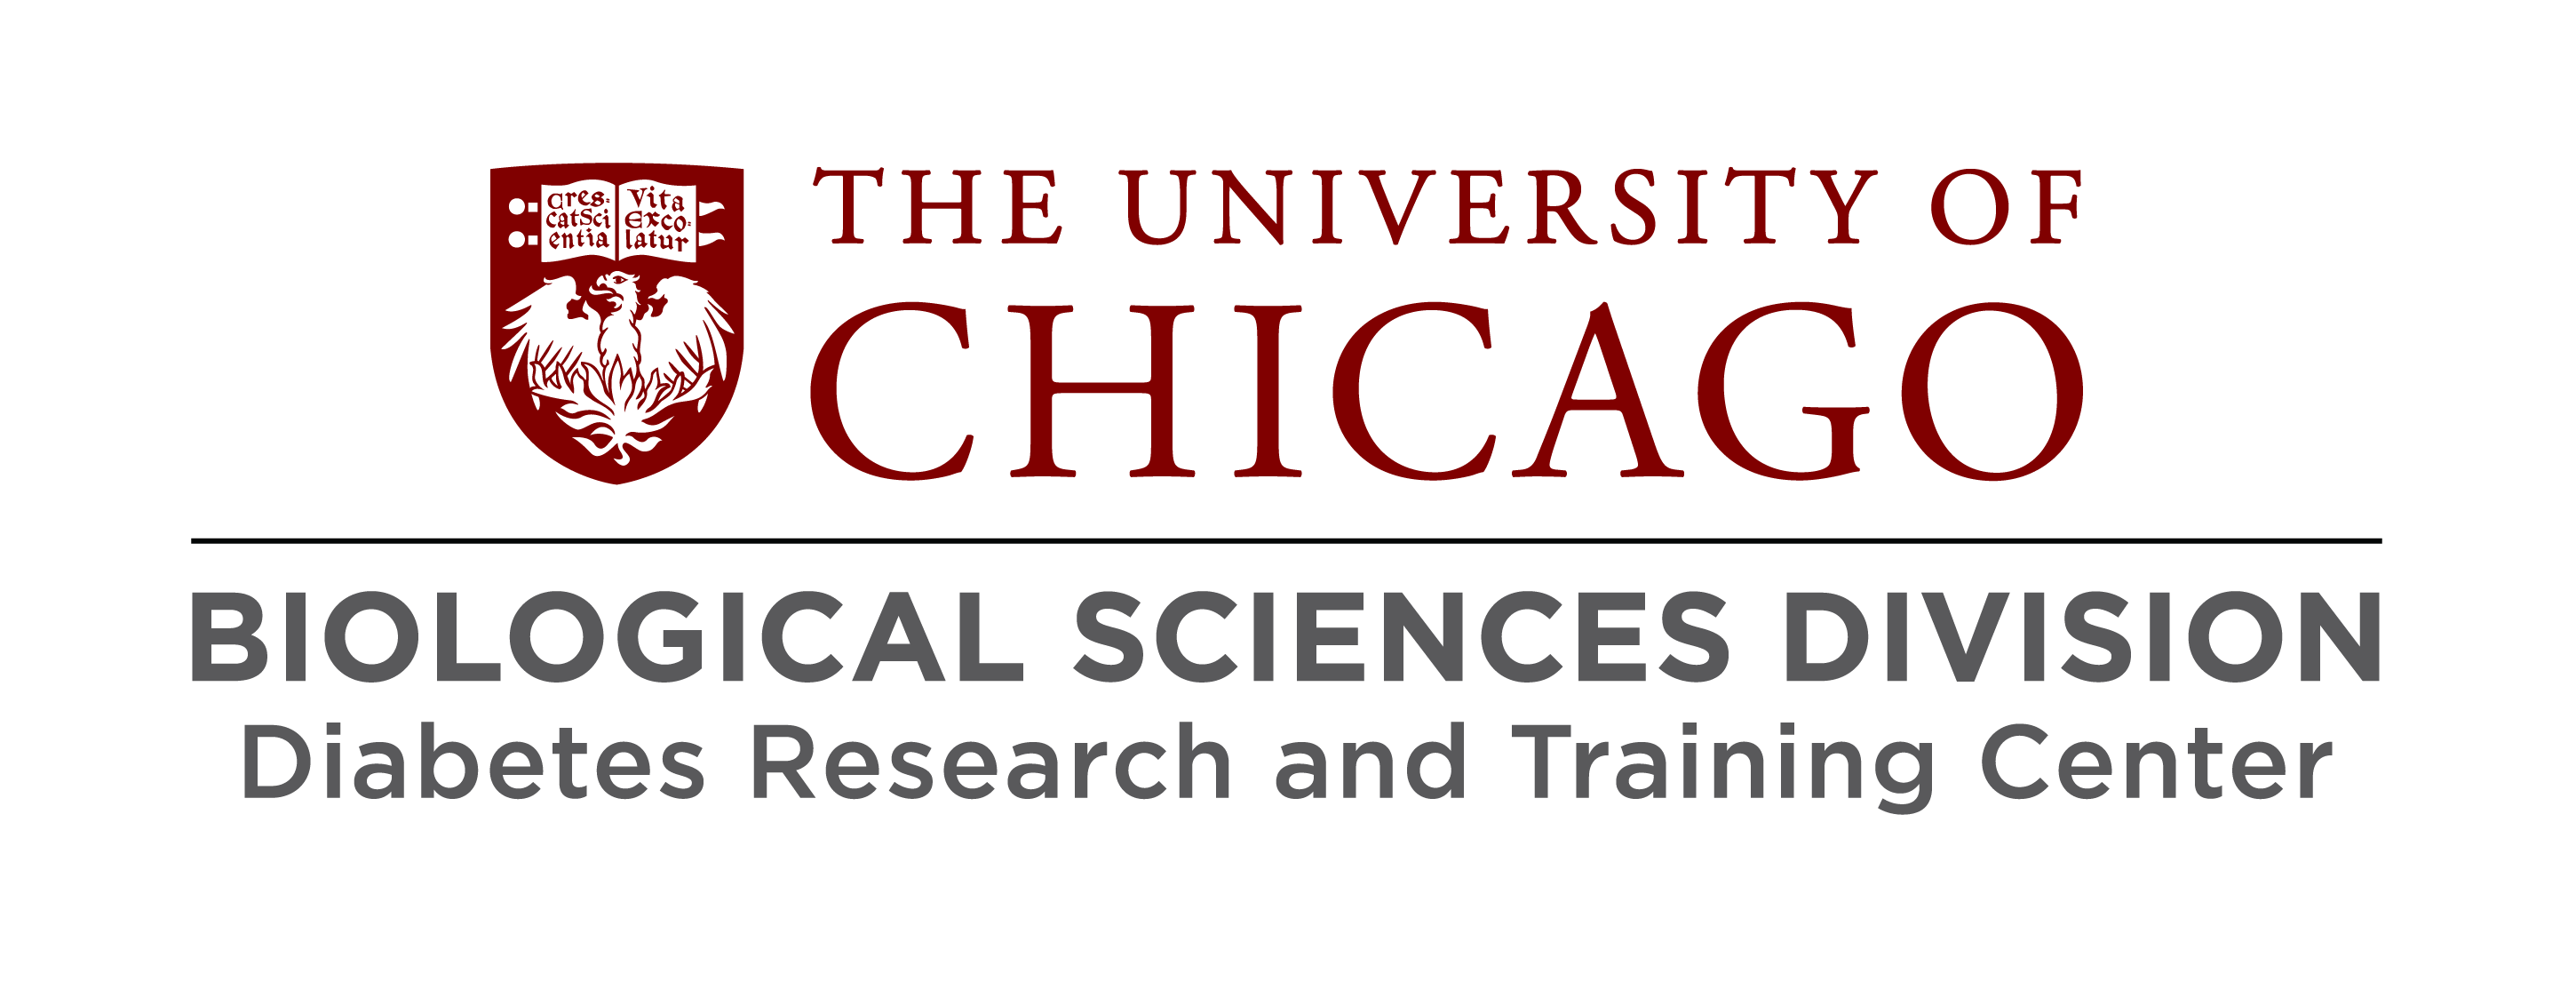 Cres-
catSci
entia
Vita
Exco-
latur
THE UNIVERSITY OF
CHICAGO
BIOLOGICAL SCIENCES DIVISION
Diabetes Research and Training Center